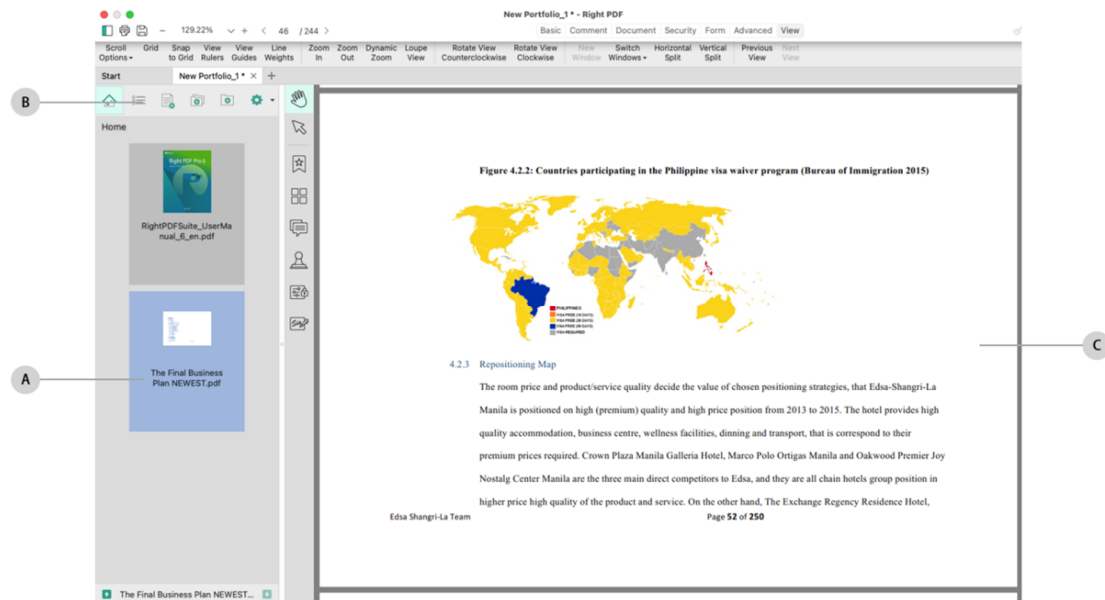 New Portfolio_1 * - Right PDF
129.22%
46 / 244
Basic Comment Document Security Form Advanced View
Scroll Options
Grid
Snap to Grid
View Rulers
View Guides
Line Weights
Zoom In
Zoom Out
Dynamic Zoom
Loupe View
Rotate View Counterclockwise
Rotate View Clockwise
New Window
Switch Windows
Horizontal Split
Vertical Split
Previous View
Next View
Start
New Portfolio_1 *
B
Home
Right PDF Pro 6
RightPDFSuite_UserMa
nual_6_en.pdf
A
The Final Business
Plan NEWEST.pdf
The Final Business Plan NEWEST...
Figure 4.2.2: Countries participating in the Philippine visa waiver program (Bureau of Immigration 2015)
PHILIPPINES
VISA REQUIRED
C
4.2.3 Repositioning Map
The room price and product/service quality decide the value of chosen positioning strategies, that Edsa-Shangri-La
Manila is positioned on high (premium) quality and high price position from 2013 to 2015. The hotel provides high
quality accommodation, business centre, wellness facilities, dinning and transport, that is correspond to their
premium prices required. Crown Plaza Manila Galleria Hotel, Marco Polo Ortigas Manila and Oakwood Premier Joy
Nostalg Center Manila are the three main direct competitors to Edsa, and they are all chain hotels group position in
higher price high quality of the product and service. On the other hand, The Exchange Regency Residence Hotel,
Edsa Shangri-La Team
Page 52 of 250